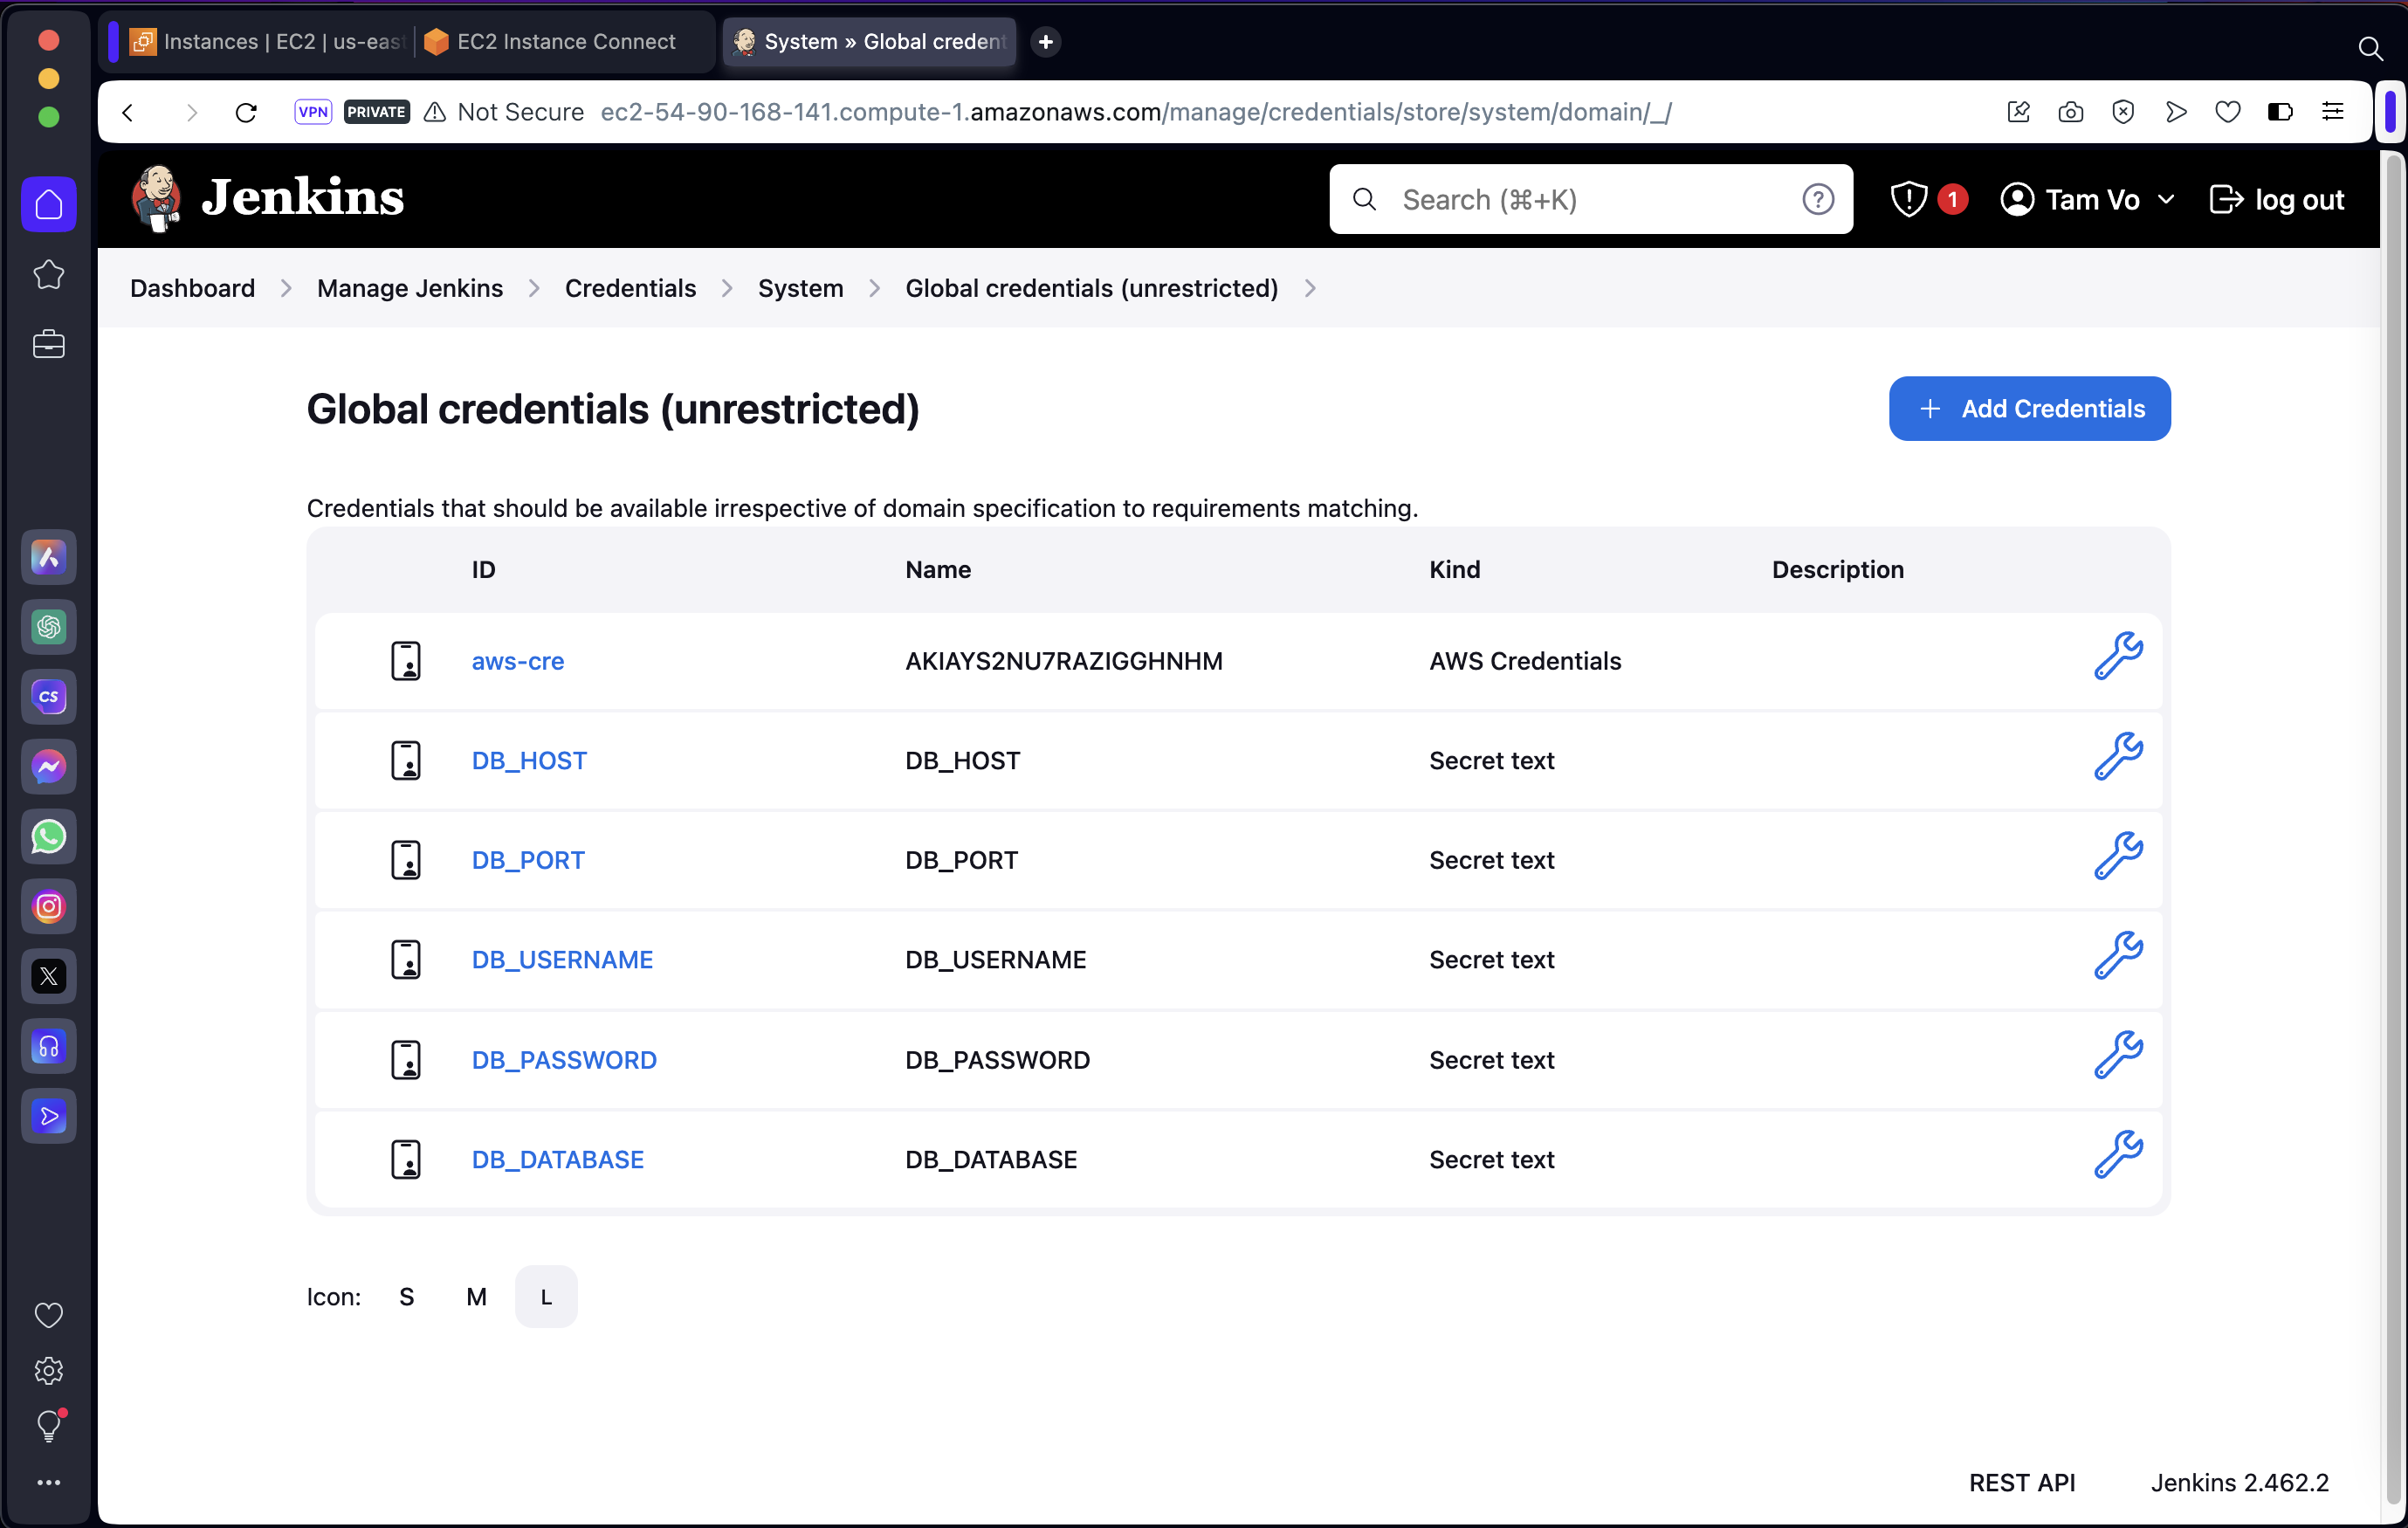 Instances | EC2 | us-east
EC2 Instance Connect
System » Global credent
VPN PRIVATE Not Secure ec2-54-90-168-141.compute-1.amazonaws.com/manage/credentials/store/system/domain/_/
Jenkins
Search (⌘+K)
1
Tam Vo
log out
Dashboard
Manage Jenkins
Credentials
System
Global credentials (unrestricted)
Global credentials (unrestricted)
+ Add Credentials
Credentials that should be available irrespective of domain specification to requirements matching.
ID Name Kind Description
aws-cre AKIAYS2NU7RAZIGGHNHM AWS Credentials
DB_HOST DB_HOST Secret text
DB_PORT DB_PORT Secret text
DB_USERNAME DB_USERNAME Secret text
DB_PASSWORD DB_PASSWORD Secret text
DB_DATABASE DB_DATABASE Secret text
Icon: S M L
REST API Jenkins 2.462.2
CS